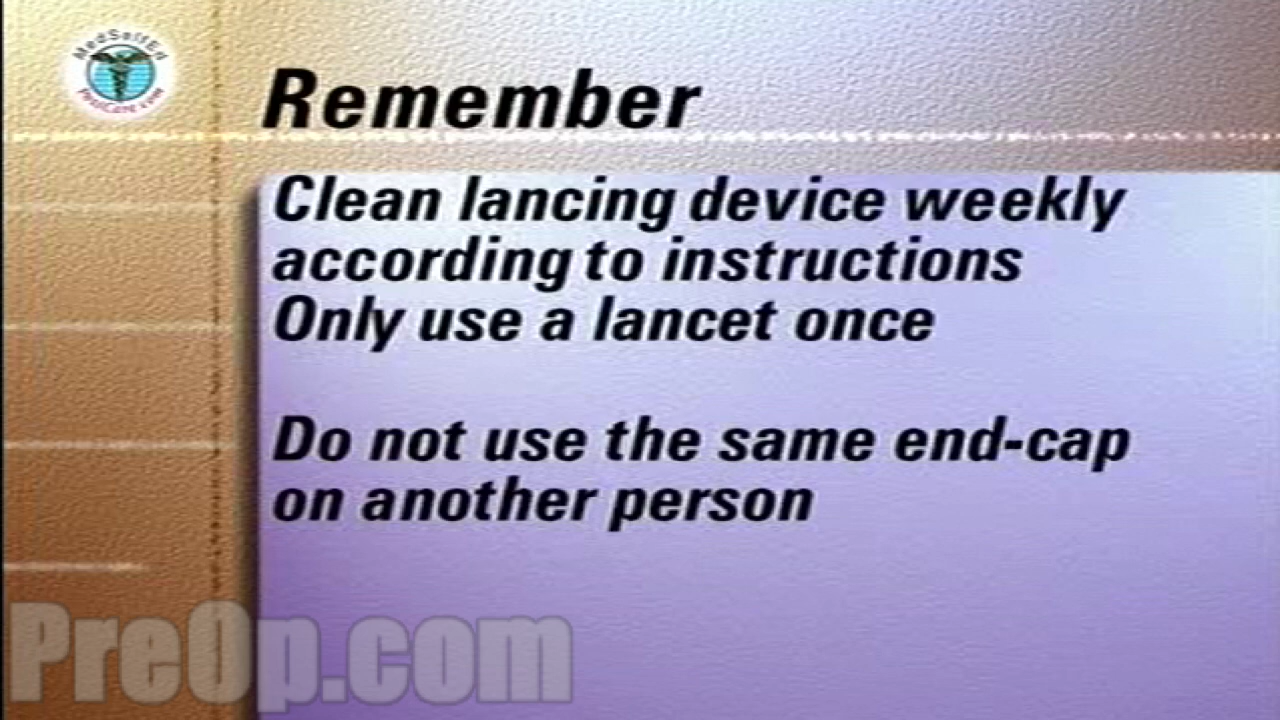 MedSelfEd
Remember
Clean lancing device weekly
according to instructions
Only use a lancet once
Do not use the same end-cap
on another person
PreOp.com